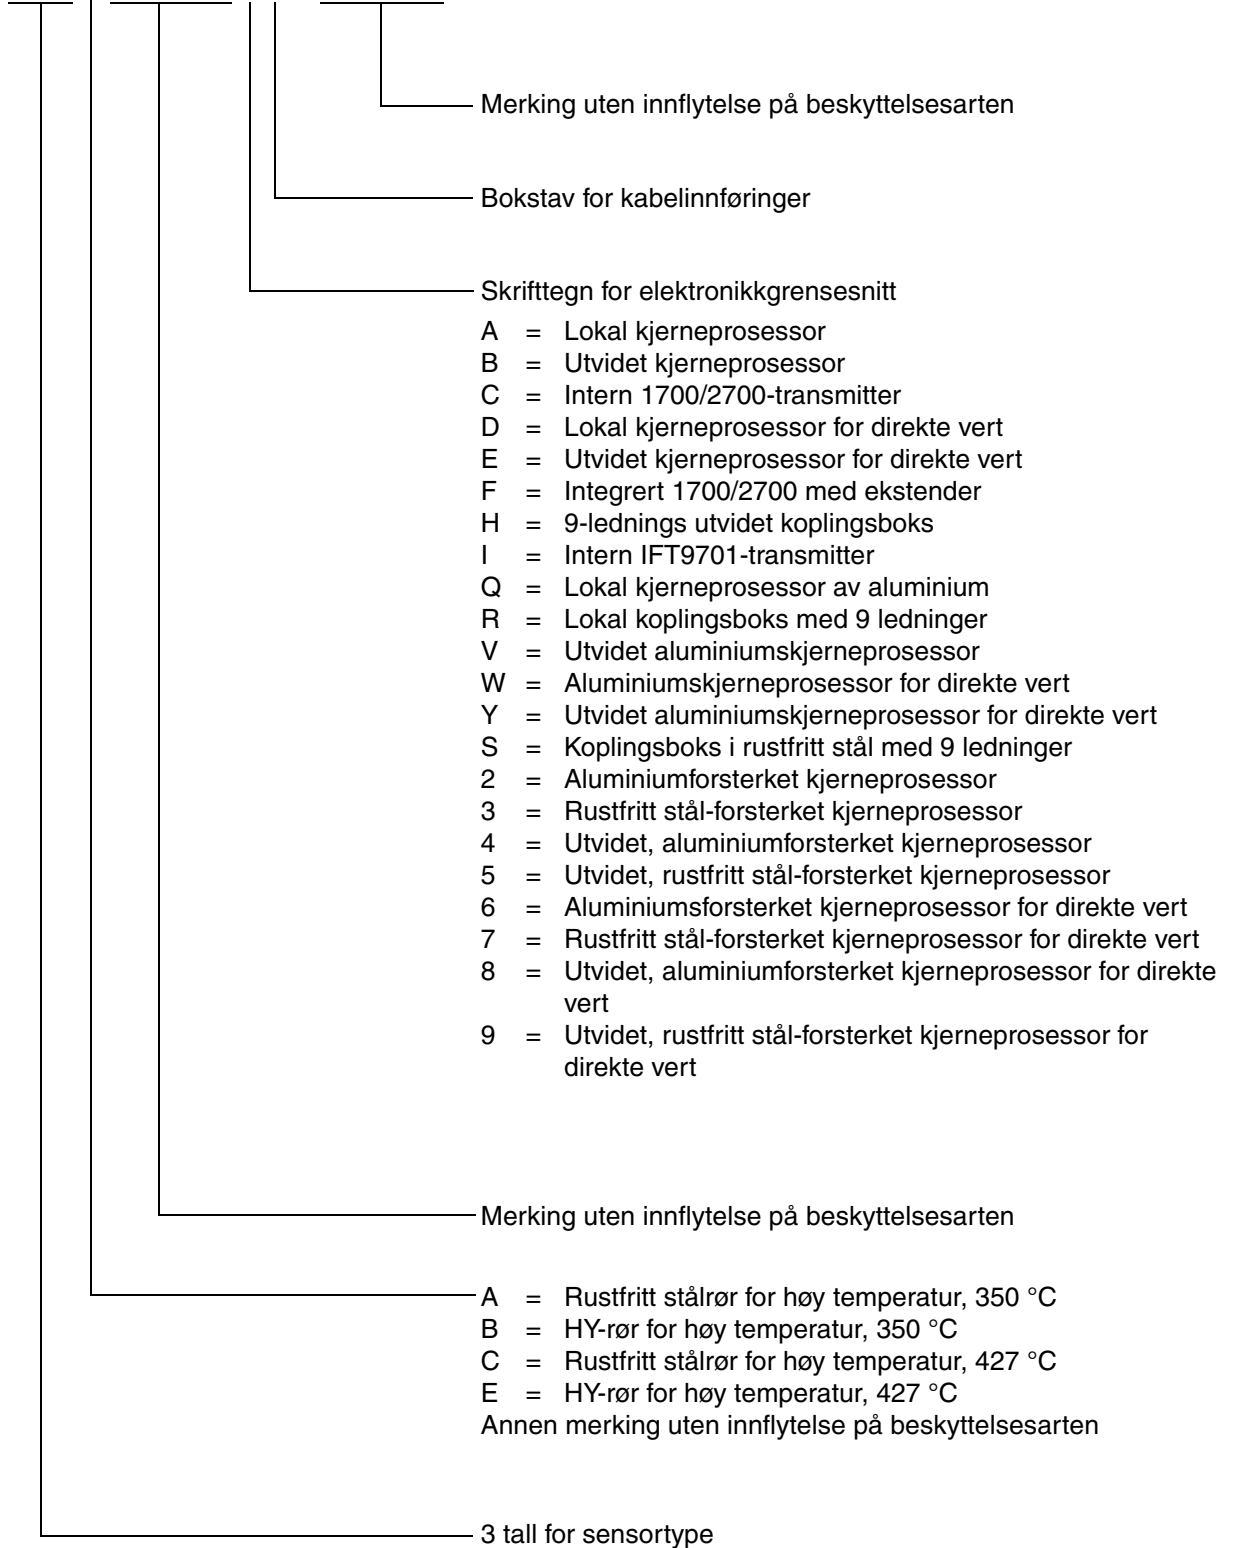 Merking uten innflytelse på beskyttelsesarten
Bokstav for kabelinnføringer
Skrifttegn for elektronikkgrensesnitt
A = Lokal kjerneprosessor
B = Utvidet kjerneprosessor
C = Intern 1700/2700-transmitter
D = Lokal kjerneprosessor for direkte vert
E = Utvidet kjerneprosessor for direkte vert
F = Integrert 1700/2700 med ekstender
H = 9-lednings utvidet koplingsboks
I = Intern IFT9701-transmitter
Q = Lokal kjerneprosessor av aluminium
R = Lokal koplingsboks med 9 ledninger
V = Utvidet aluminiumskjerneprosessor
W = Aluminiumskjerneprosessor for direkte vert
Y = Utvidet aluminiumskjerneprosessor for direkte vert
S = Koplingsboks i rustfritt stål med 9 ledninger
2 = Aluminiumforsterket kjerneprosessor
3 = Rustfritt stål-forsterket kjerneprosessor
4 = Utvidet, aluminiumforsterket kjerneprosessor
5 = Utvidet, rustfritt stål-forsterket kjerneprosessor
6 = Aluminiumsforsterket kjerneprosessor for direkte vert
7 = Rustfritt stål-forsterket kjerneprosessor for direkte vert
8 = Utvidet, aluminiumforsterket kjerneprosessor for direkte
vert
9 = Utvidet, rustfritt stål-forsterket kjerneprosessor for
direkte vert
Merking uten innflytelse på beskyttelsesarten
A = Rustfritt stålrør for høy temperatur, 350 °C
B = HY-rør for høy temperatur, 350 °C
C = Rustfritt stålrør for høy temperatur, 427 °C
E = HY-rør for høy temperatur, 427 °C
Annen merking uten innflytelse på beskyttelsesarten
3 tall for sensortype